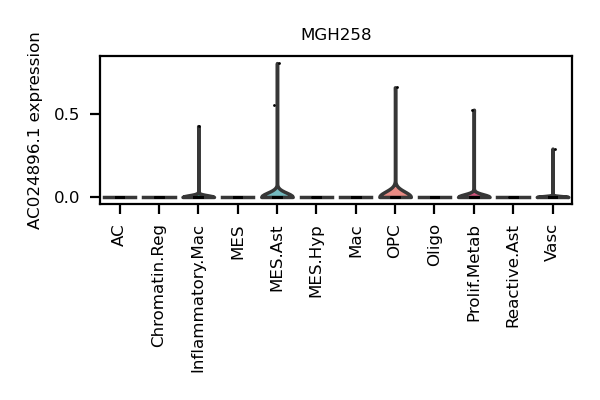 MGH258
AC024896.1 expression
0.5
0.0
AC
Chromatin.Reg
Inflammatory.Mac
MES
MES.Ast
MES.Hyp
Mac
OPC
Oligo
Prolif.Metab
Reactive.Ast
Vasc